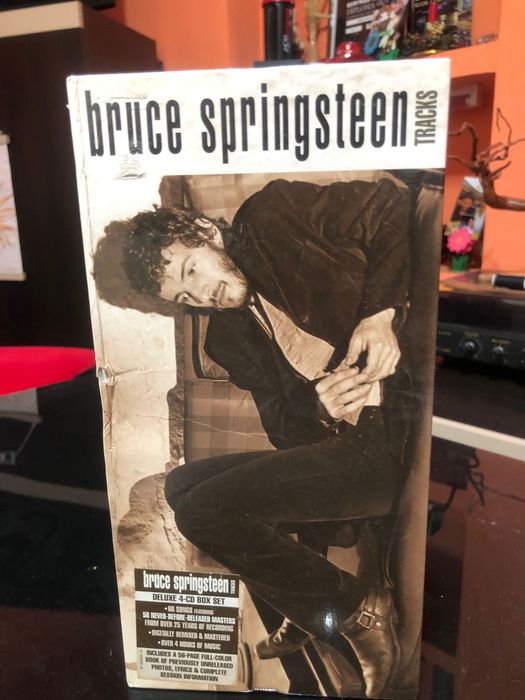 bruce springsteen
TRACKS
bruce springsteen
TRACKS
DELUXE 4-CD BOX SET
• 66 SONGS FEATURING
56 NEVER-BEFORE-RELEASED MASTERS
FROM OVER 25 YEARS OF RECORDING
• DIGITALLY REMIXED & MASTERED
• OVER 4 HOURS OF MUSIC
INCLUDES A 56-PAGE FULL-COLOR
BOOK OF PREVIOUSLY UNRELEASED
PHOTOS, LYRICS & COMPLETE
SESSION INFORMATION